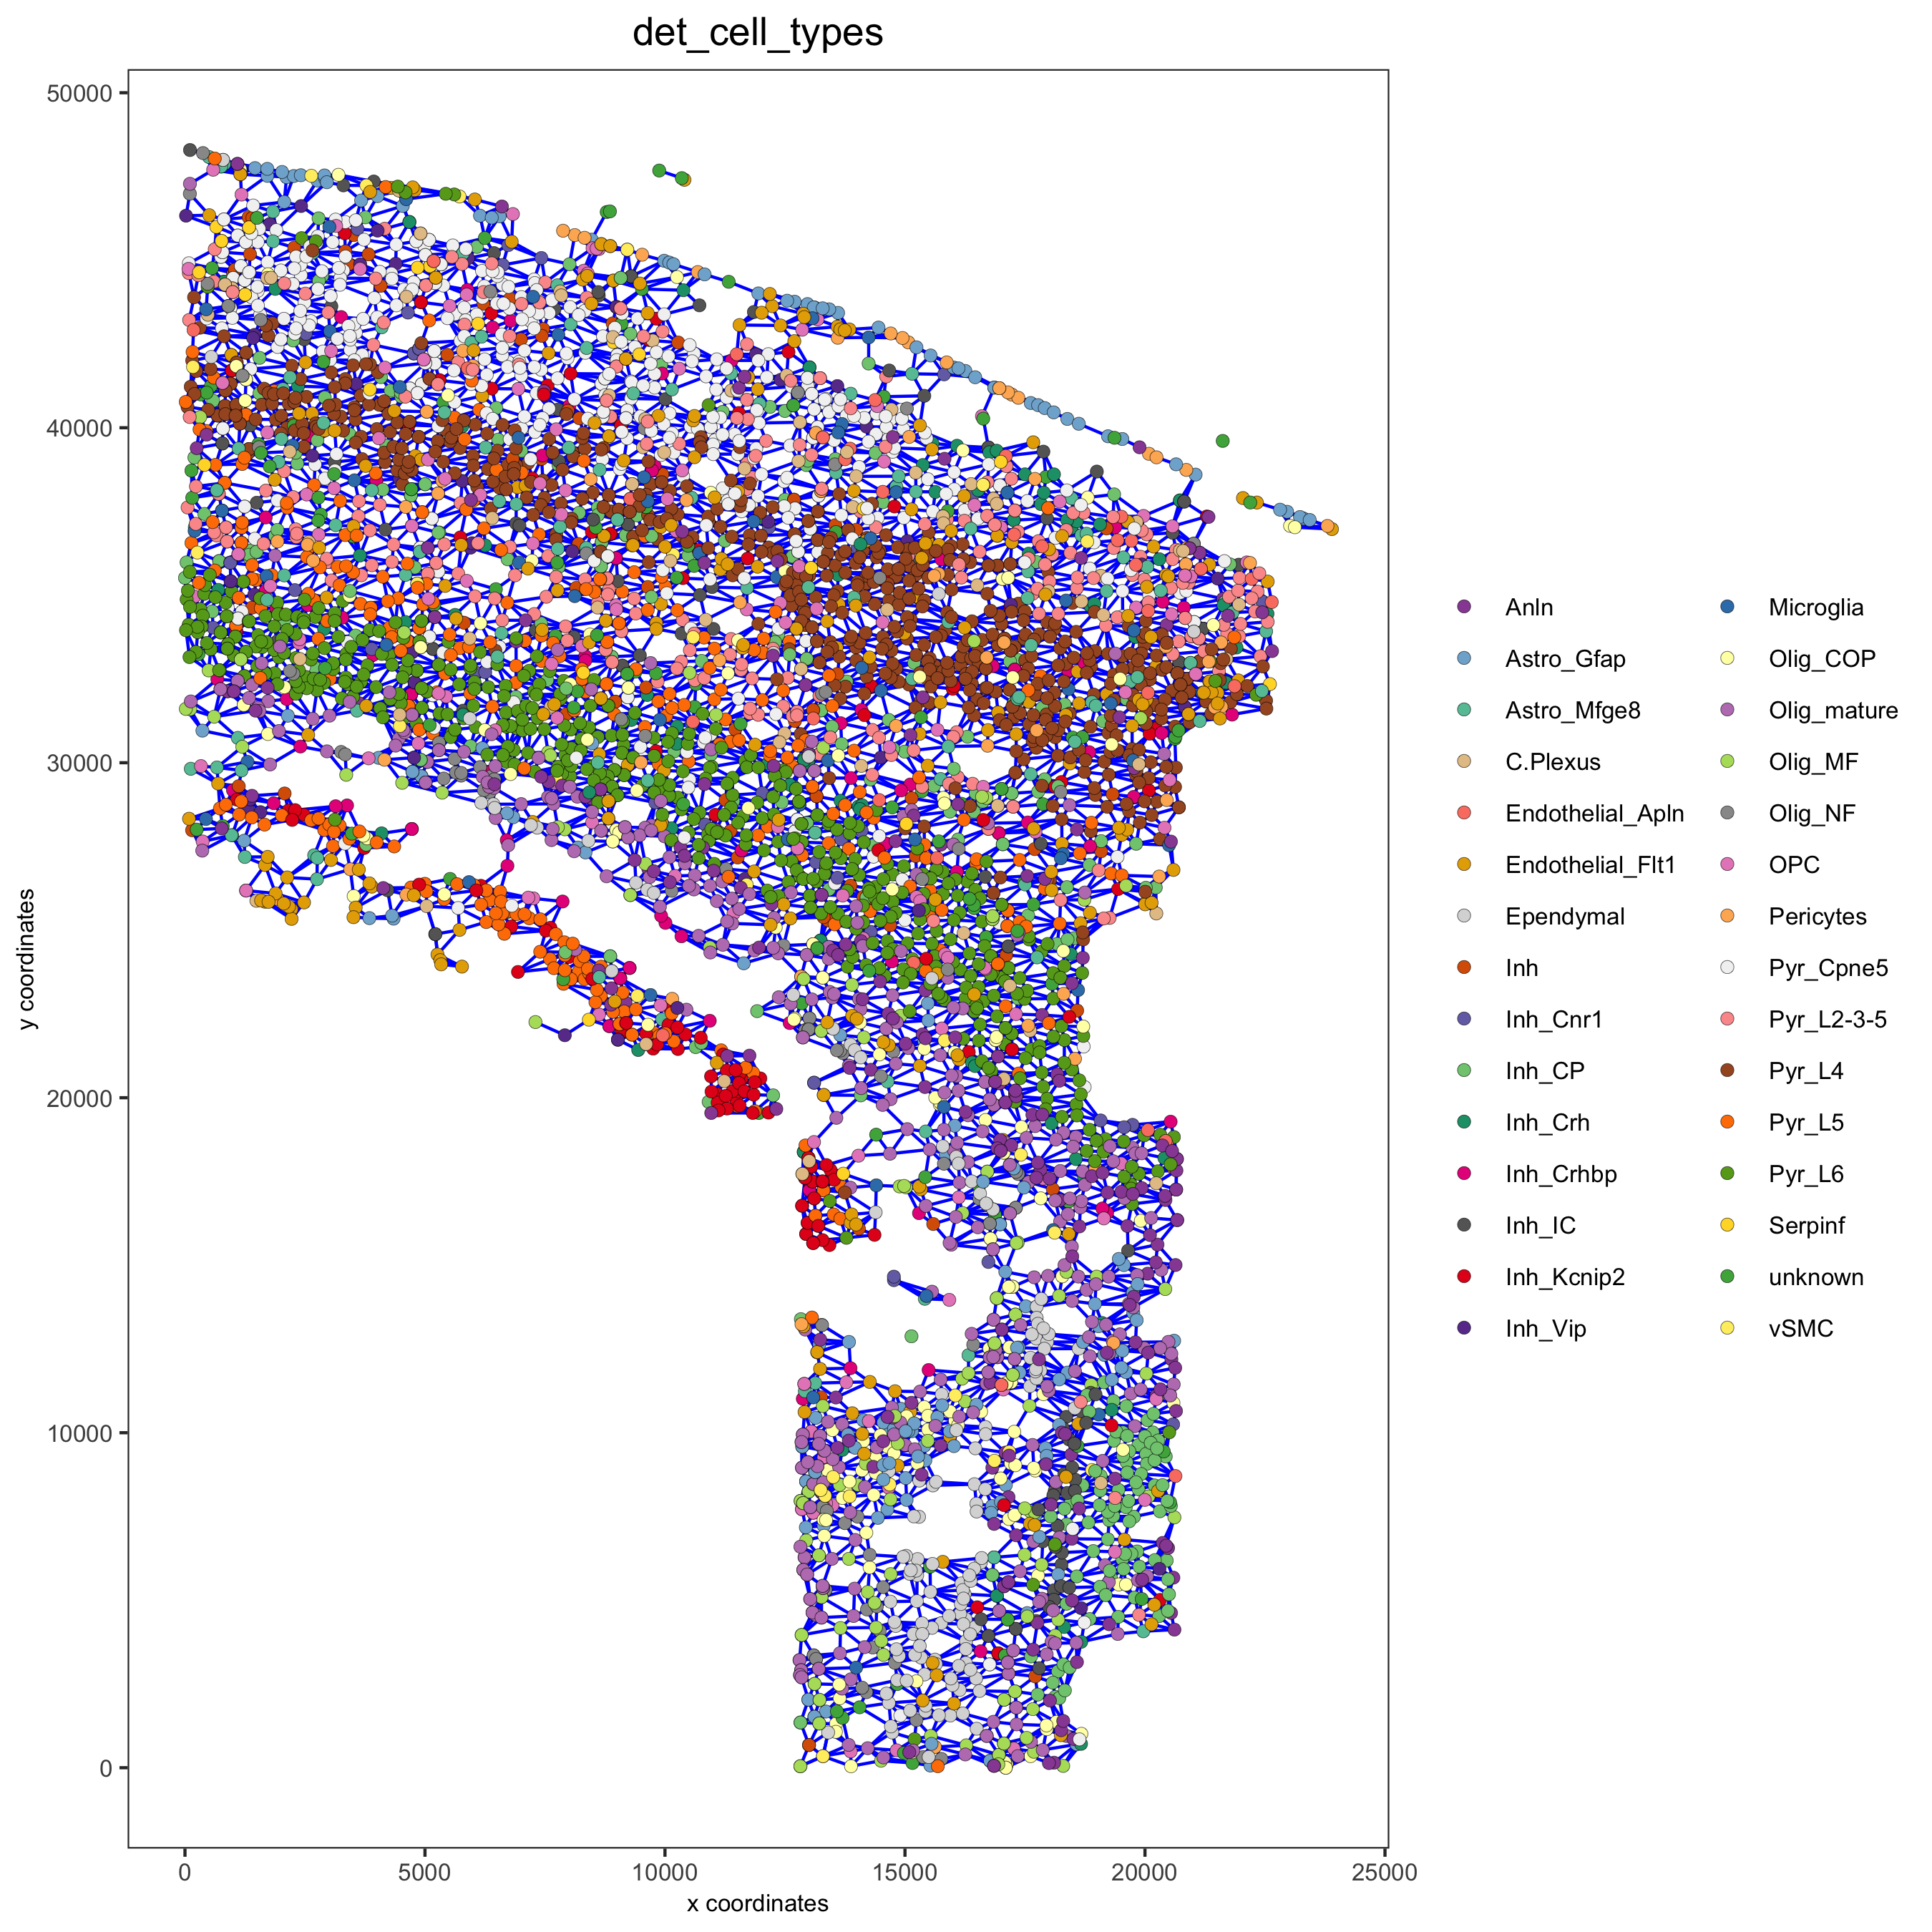 det_cell_types
50000
40000
30000
20000
10000
0
y coordinates
0
5000
10000
15000
20000
25000
x coordinates
Anln
Astro_Gfap
Astro_Mfge8
C.Plexus
Endothelial_Apln
Endothelial_Flt1
Ependymal
Inh
Inh_Cnr1
Inh_CP
Inh_Crh
Inh_Crhbp
Inh_IC
Inh_Kcnip2
Inh_Vip
Microglia
Olig_COP
Olig_mature
Olig_MF
Olig_NF
OPC
Pericytes
Pyr_Cpne5
Pyr_L2-3-5
Pyr_L4
Pyr_L5
Pyr_L6
Serpinf
unknown
vSMC